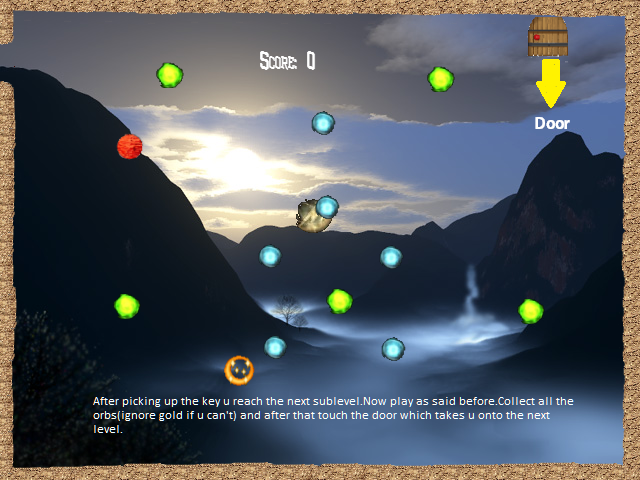 Score: 0
Door
After picking up the key u reach the next sublevel.Now play as said before.Collect all the
orbs(ignore gold if u can't) and after that touch the door which takes u onto the next
level.